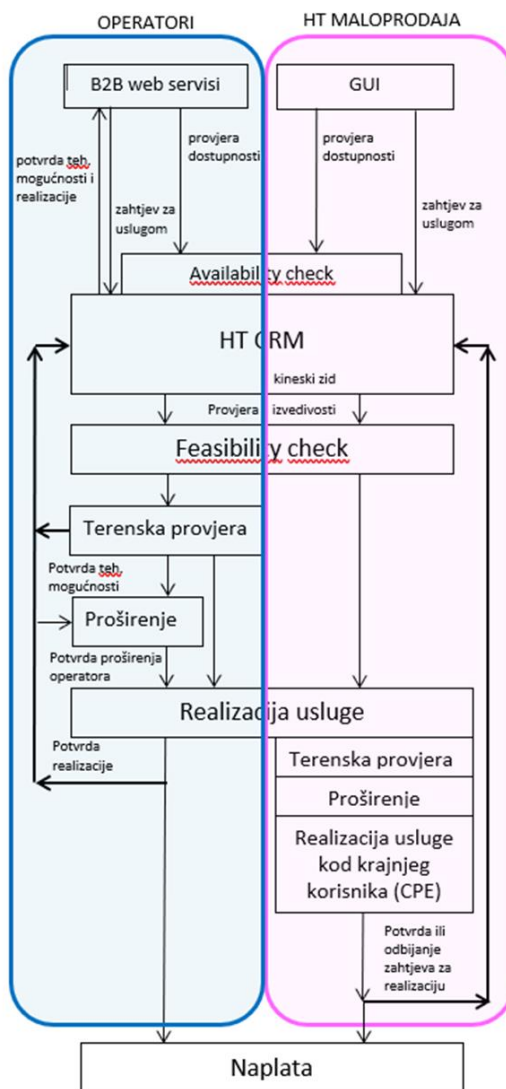 OPERATORI
HT MALOPRODAJA
B2B web servisi
GUI
potvrda teh.
mogućnosti i
realizacije
provjera
dostupnosti
zahtjev za
uslugom
provjera
dostupnosti
zahtjev za
uslugom
Availability check
HT CRM
kineski zid
Provjera izvedivosti
Feasibility check
Terenska provjera
Potvrda teh.
mogućnosti
Proširenje
Potvrda proširenja
operatora
Realizacija usluge
Potvrda
realizacije
Terenska provjera
Proširenje
Realizacija usluge
kod krajnjeg
korisnika (CPE)
Potvrda ili
odbijanje
zahtjeva za
realizaciju
Naplata